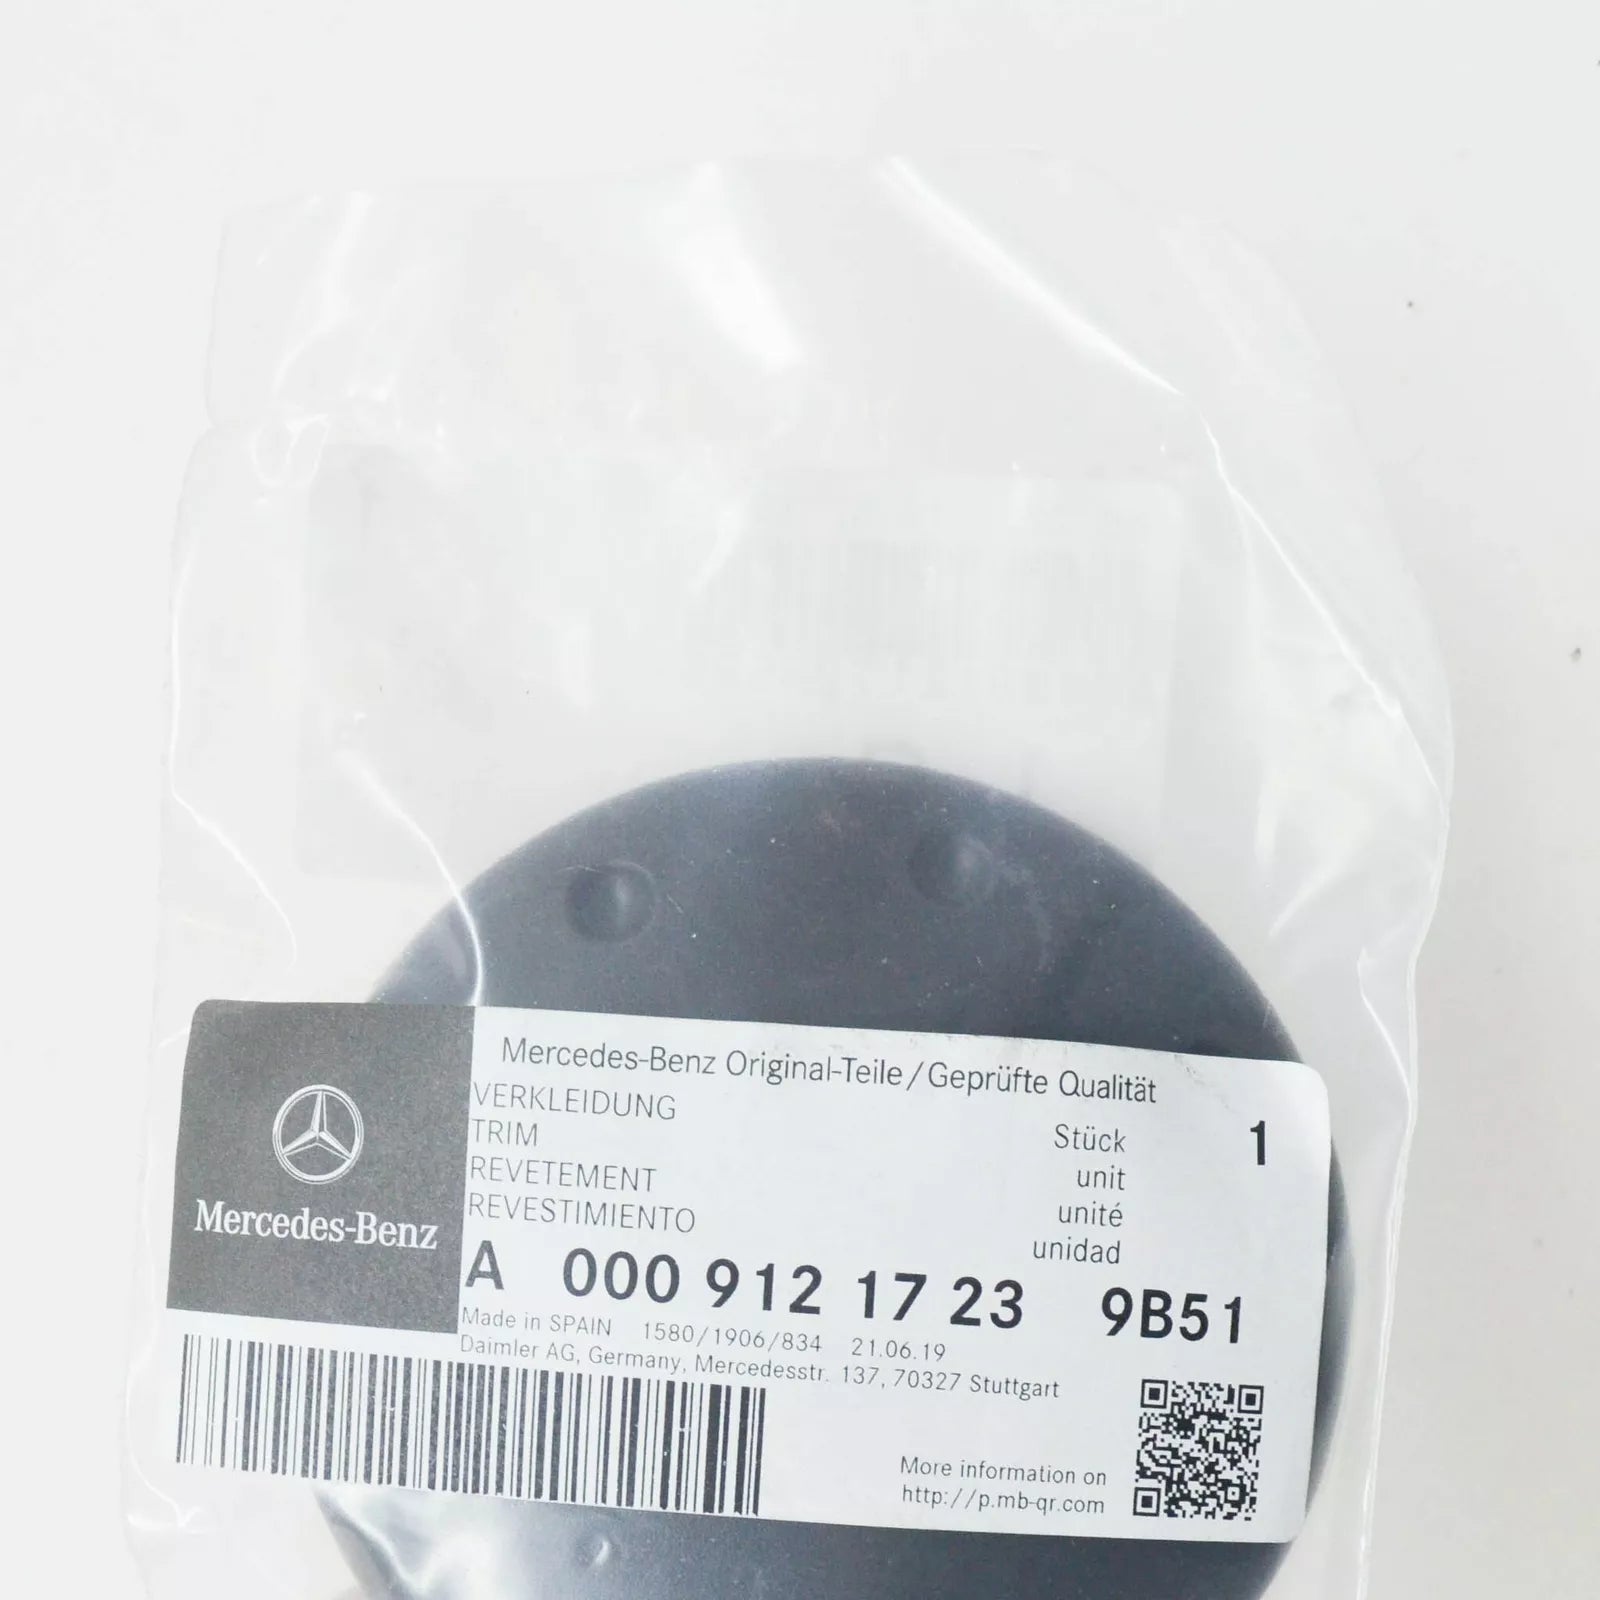 Mercedes-Benz Original-Teile/Geprüfte Qualität
VERKLEIDUNG
TRIM
REVETEMENT
REVESTIMIENTO
Stück
unit
unité
unidad
1
Mercedes-Benz
A 000 912 17 23 9B51
Made in SPAIN 1580/1906/834 21.06.19
Daimler AG, Germany, Mercedesstr. 137, 70327 Stuttgart
More information on
http://p.mb-qr.com